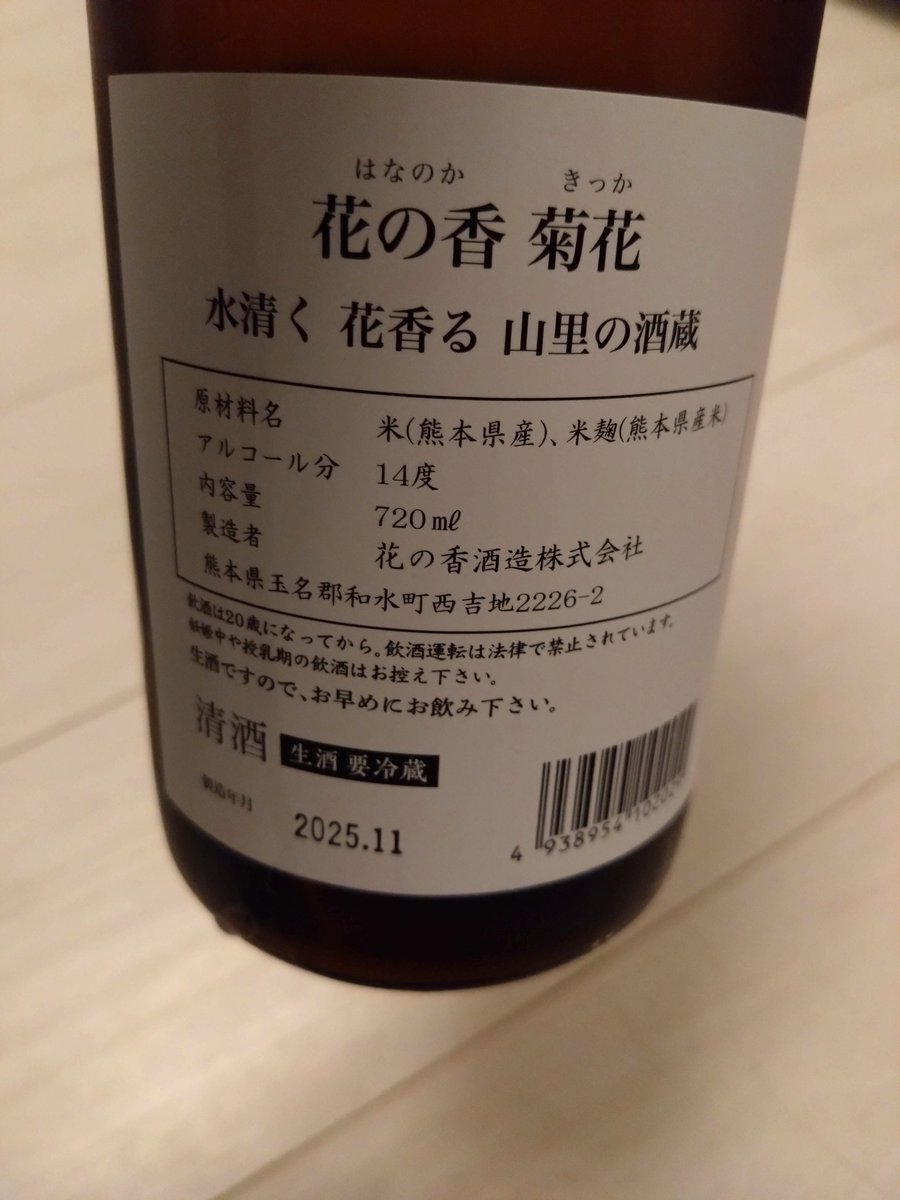 はなのか きっか
花の香 菊花
水清く 花香る 山里の酒蔵
原材料名 米(熊本県産)、米麹(熊本県産米)
アルコール分 14度
内容量 720㎖
製造者 花の香酒造株式会社
熊本県玉名郡和水町西吉地2226-2
飲酒は20歳になってから。飲酒運転は法律で禁止されています。
妊娠中や授乳期の飲酒はお控え下さい。
生酒ですので、お早めにお飲み下さい。
清酒 生酒 要冷蔵
製造年月
2025.11
4 938954 10202